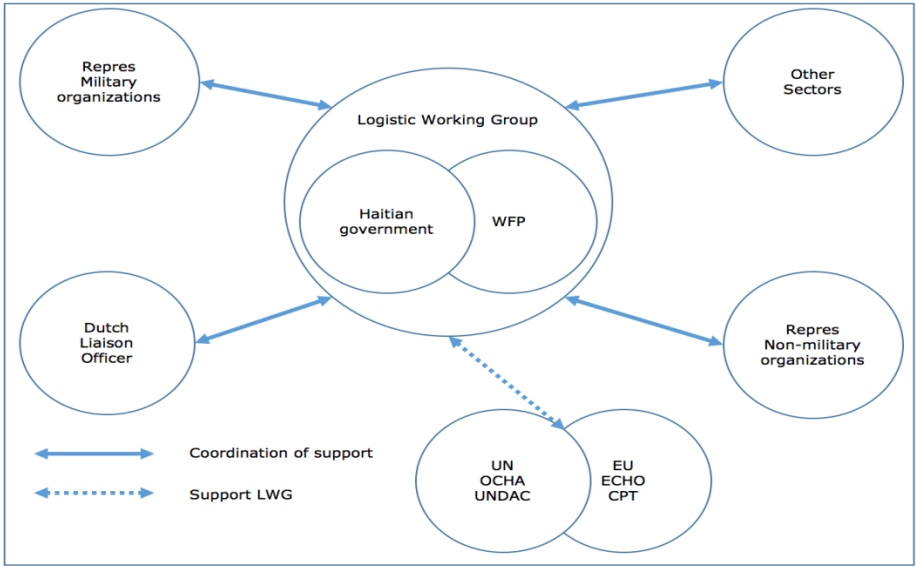 Repres
Military
organizations
Other
Sectors
Logistic Working Group
Haitian
government
WFP
Dutch
Liaison
Officer
Repres
Non-military
organizations
Coordination of support
Support LWG
UN
OCHA
UNDAC
EU
ECHO
CPT